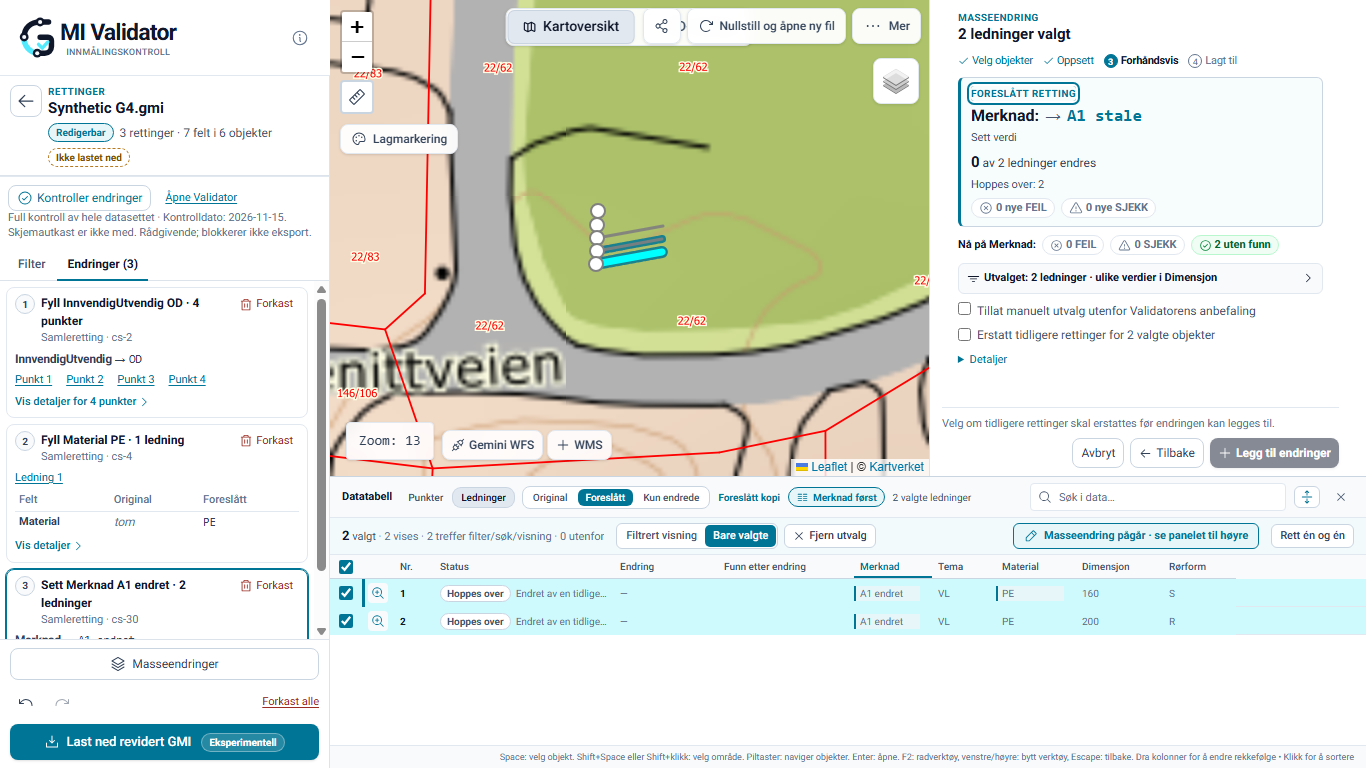 MI Validator
INNMÅLINGSKONTROLL
RETTINGER
Synthetic G4.gmi
Redigerbar
3 rettinger · 7 felt i 6 objekter
Ikke lastet ned
Kontroller endringer
Åpne Validator
Full kontroll av hele datasettet · Kontrolldato: 2026-11-15.
Skjemautkast er ikke med. Rådgivende; blokkerer ikke eksport.
Filter
Endringer (3)
1
Fyll InnvendigUtvendig OD · 4 punkter
Forkast
Samleretting · cs-2
InnvendigUtvendig → OD
Punkt 1
Punkt 2
Punkt 3
Punkt 4
Vis detaljer for 4 punkter
2
Fyll Material PE · 1 ledning
Forkast
Samleretting · cs-4
Ledning 1
Felt
Original
Foreslått
Material
tom
PE
Vis detaljer
3
Sett Merknad A1 endret · 2 ledninger
Forkast
Samleretting · cs-30
Masseendringer
Forkast alle
Last ned revidert GMI
Eksperimentell
+
−
Kartoversikt
Nullstill og åpne ny fil
Mer
Lagmarkering
22/83
22/62
22/62
22/83
22/62
22/62
146/106
enittveien
Zoom: 13
Gemini WFS
WMS
Leaflet | © Kartverket
MASSEENDRING
2 ledninger valgt
Velg objekter
Oppsett
3 Forhåndsvis
4 Lagt til
FORESLÅTT RETTING
Merknad: → A1 stale
Sett verdi
0 av 2 ledninger endres
Hoppes over: 2
0 nye FEIL
0 nye SJEKK
Nå på Merknad:
0 FEIL
0 SJEKK
2 uten funn
Utvalget: 2 ledninger · ulike verdier i Dimensjon
Tillat manuelt utvalg utenfor Validatorens anbefaling
Erstatt tidligere rettinger for 2 valgte objekter
Detaljer
Velg om tidligere rettinger skal erstattes før endringen kan legges til.
Avbryt
Tilbake
Legg til endringer
Datatabell
Punkter
Ledninger
Original
Foreslått
Kun endrede
Foreslått kopi
Merknad først
2 valgte ledninger
Søk i data…
2 valgt · 2 vises · 2 treffer filter/søk/visning · 0 utenfor
Filtrert visning
Bare valgte
Fjern utvalg
Masseendring pågår · se panelet til høyre
Rett én og én
Nr.
Status
Endring
Funn etter endring
Merknad
Tema
Material
Dimensjon
Rørform
1
Hoppes over
Endret av en tidlige…
—
A1 endret
VL
PE
160
S
2
Hoppes over
Endret av en tidlige…
—
A1 endret
VL
PE
200
R
Space: velg objekt. Shift+Space eller Shift+klikk: velg område. Piltaster: naviger objekter. Enter: åpne. F2: radverktøy, venstre/høyre: bytt verktøy, Escape: tilbake. Dra kolonner for å endre rekkefølge • Klikk for å sortere